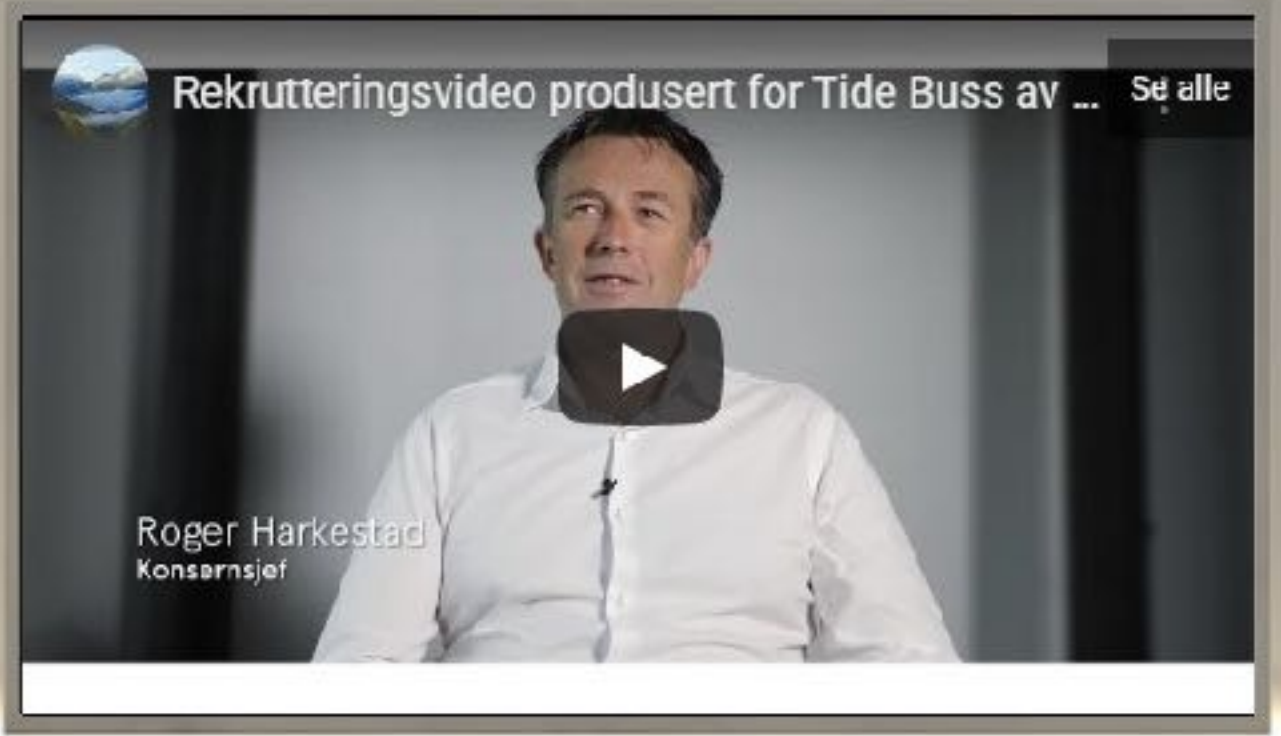 Rekrutteringsvideo produsert for Tide Buss av ...
Se alle
Roger Harkestad
Konsernsjef